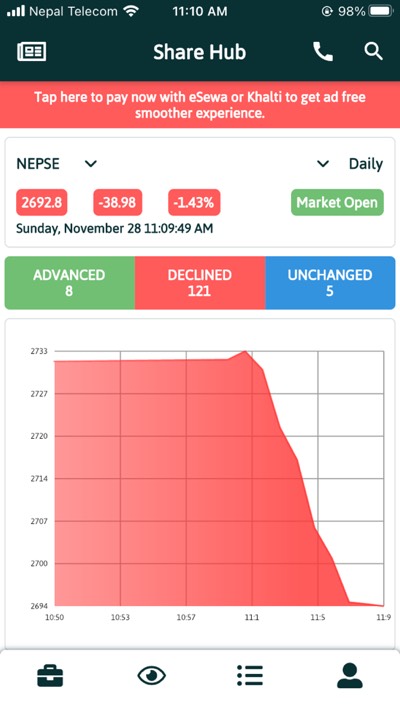 Nepal Telecom 11:10 AM 98%
Share Hub
Tap here to pay now with eSewa or Khalti to get ad free
smoother experience.
NEPSE Daily
2692.8 -38.98 -1.43% Market Open
Sunday, November 28 11:09:49 AM
ADVANCED DECLINED UNCHANGED
8 121 5
2733
2727
2720
2714
2707
2700
2694
10:50 10:53 10:57 11:1 11:5 11:9